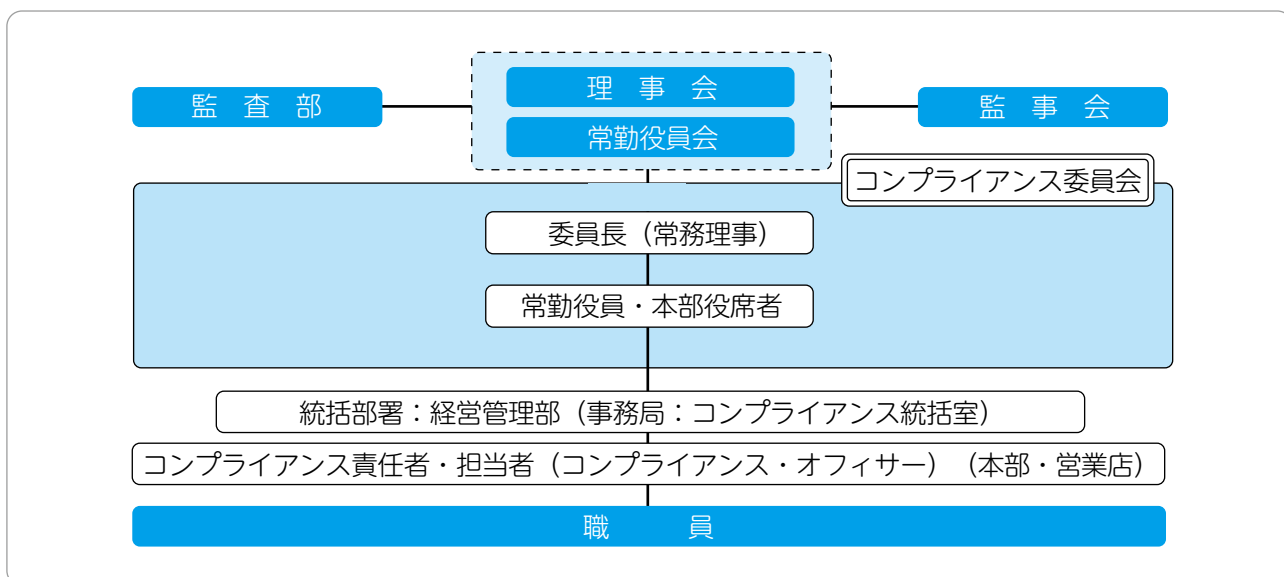 理事会
監査部
監事会
常勤役員会
コンプライアンス委員会
委員長（常務理事）
常勤役員・本部役席者
統括部署：経営管理部（事務局：コンプライアンス統括室）
コンプライアンス責任者・担当者（コンプライアンス・オフィサー）（本部・営業店）
職員